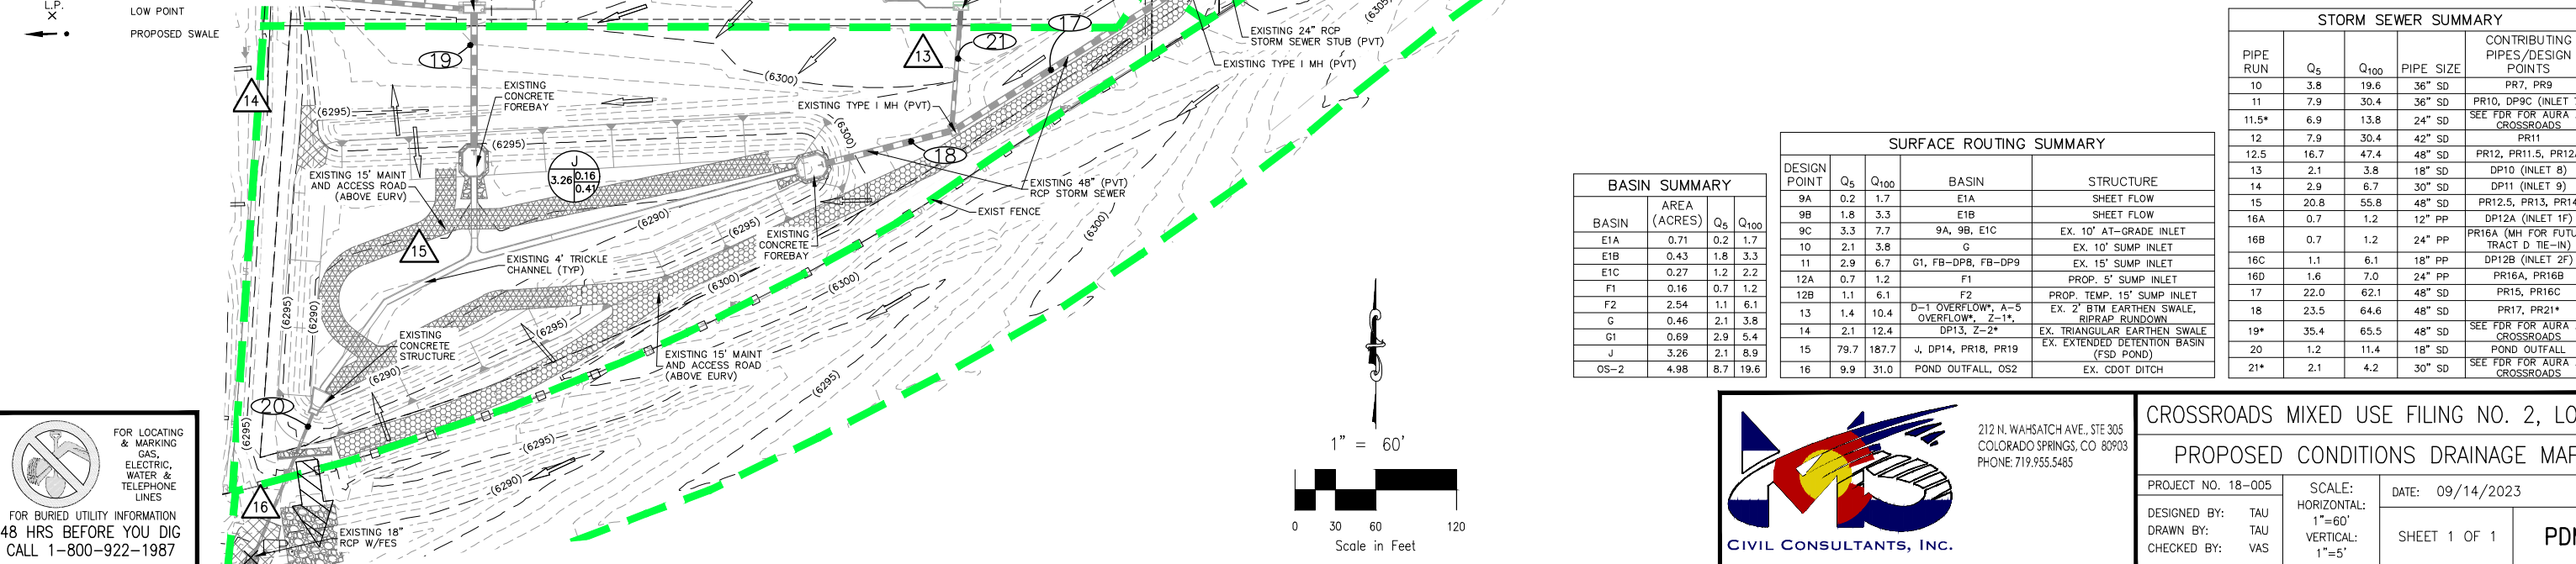 L.P.
LOW POINT
PROPOSED SWALE
14
19
EXISTING
CONCRETE
FOREBAY
(6300)
13
21
17
EXISTING TYPE I MH (PVT)
EXISTING 24" RCP
STORM SEWER STUB (PVT)
EXISTING TYPE I MH (PVT)
(6305)
(6295)
(6295)
(6300)
18
J
3.26
0.16
0.41
EXISTING 15' MAINT
AND ACCESS ROAD
(ABOVE EURV)
EXISTING 48" (PVT)
RCP STORM SEWER
EXIST FENCE
(6290)
(6295)
(6300)
EXISTING
CONCRETE
FOREBAY
15
EXISTING 4' TRICKLE
CHANNEL (TYP)
(6300)
(6300)
(6295)
(6290)
(6295)
EXISTING
CONCRETE
STRUCTURE
EXISTING 15' MAINT
AND ACCESS ROAD
(ABOVE EURV)
(6290)
(6295)
20
(6295)
(6295)
(6290)
16
EXISTING 18"
RCP W/FES
FOR LOCATING
& MARKING
GAS,
ELECTRIC,
WATER &
TELEPHONE
LINES
FOR BURIED UTILITY INFORMATION
48 HRS BEFORE YOU DIG
CALL 1-800-922-1987
1" = 60'
0 30 60 120
Scale in Feet
BASIN SUMMARY
BASIN AREA (ACRES) Q5 Q100
E1A 0.71 0.2 1.7
E1B 0.43 1.8 3.3
E1C 0.27 1.2 2.2
F1 0.16 0.7 1.2
F2 2.54 1.1 6.1
G 0.46 2.1 3.8
G1 0.69 2.9 5.4
J 3.26 2.1 8.9
OS-2 4.98 8.7 19.6
SURFACE ROUTING SUMMARY
DESIGN POINT Q5 Q100 BASIN STRUCTURE
9A 0.2 1.7 E1A SHEET FLOW
9B 1.8 3.3 E1B SHEET FLOW
9C 3.3 7.7 9A, 9B, E1C EX. 10' AT-GRADE INLET
10 2.1 3.8 G EX. 10' SUMP INLET
11 2.9 6.7 G1, FB-DP8, FB-DP9 EX. 15' SUMP INLET
12A 0.7 1.2 F1 PROP. 5' SUMP INLET
12B 1.1 6.1 F2 PROP. TEMP. 15' SUMP INLET
13 1.4 10.4 D-1 OVERFLOW*, A-5 OVERFLOW*, Z-1*, EX. 2' BTM EARTHEN SWALE, RIPRAP RUNDOWN
14 2.1 12.4 DP13, Z-2* EX. TRIANGULAR EARTHEN SWALE
15 79.7 187.7 J, DP14, PR18, PR19 EX. EXTENDED DETENTION BASIN (FSD POND)
16 9.9 31.0 POND OUTFALL, OS2 EX. CDOT DITCH
STORM SEWER SUMMARY
PIPE RUN Q5 Q100 PIPE SIZE CONTRIBUTING PIPES/DESIGN POINTS
10 3.8 19.6 36" SD PR7, PR9
11 7.9 30.4 36" SD PR10, DP9C (INLET
11.5* 6.9 13.8 24" SD SEE FDR FOR AURA CROSSROADS
12 7.9 30.4 42" SD PR11
12.5 16.7 47.4 48" SD PR12, PR11.5, PR12
13 2.1 3.8 18" SD DP10 (INLET 8)
14 2.9 6.7 30" SD DP11 (INLET 9)
15 20.8 55.8 48" SD PR12.5, PR13, PR14
16A 0.7 1.2 12" PP DP12A (INLET 1F)
16B 0.7 1.2 24" PP PR16A (MH FOR FUTU TRACT D TIE-IN)
16C 1.1 6.1 18" PP DP12B (INLET 2F)
16D 1.6 7.0 24" PP PR16A, PR16B
17 22.0 62.1 48" SD PR15, PR16C
18 23.5 64.6 48" SD PR17, PR21*
19* 35.4 65.5 48" SD SEE FDR FOR AURA CROSSROADS
20 1.2 11.4 18" SD POND OUTFALL
21* 2.1 4.2 30" SD SEE FDR FOR AURA CROSSROADS
CIVIL CONSULTANTS, INC.
212 N. WAHSATCH AVE., STE 305
COLORADO SPRINGS, CO 80903
PHONE: 719.955.5485
CROSSROADS MIXED USE FILING NO. 2, LO
PROPOSED CONDITIONS DRAINAGE MAP
PROJECT NO. 18-005
DESIGNED BY: TAU
DRAWN BY: TAU
CHECKED BY: VAS
SCALE:
HORIZONTAL:
1"=60'
VERTICAL:
1"=5'
DATE: 09/14/2023
SHEET 1 OF 1
PDM